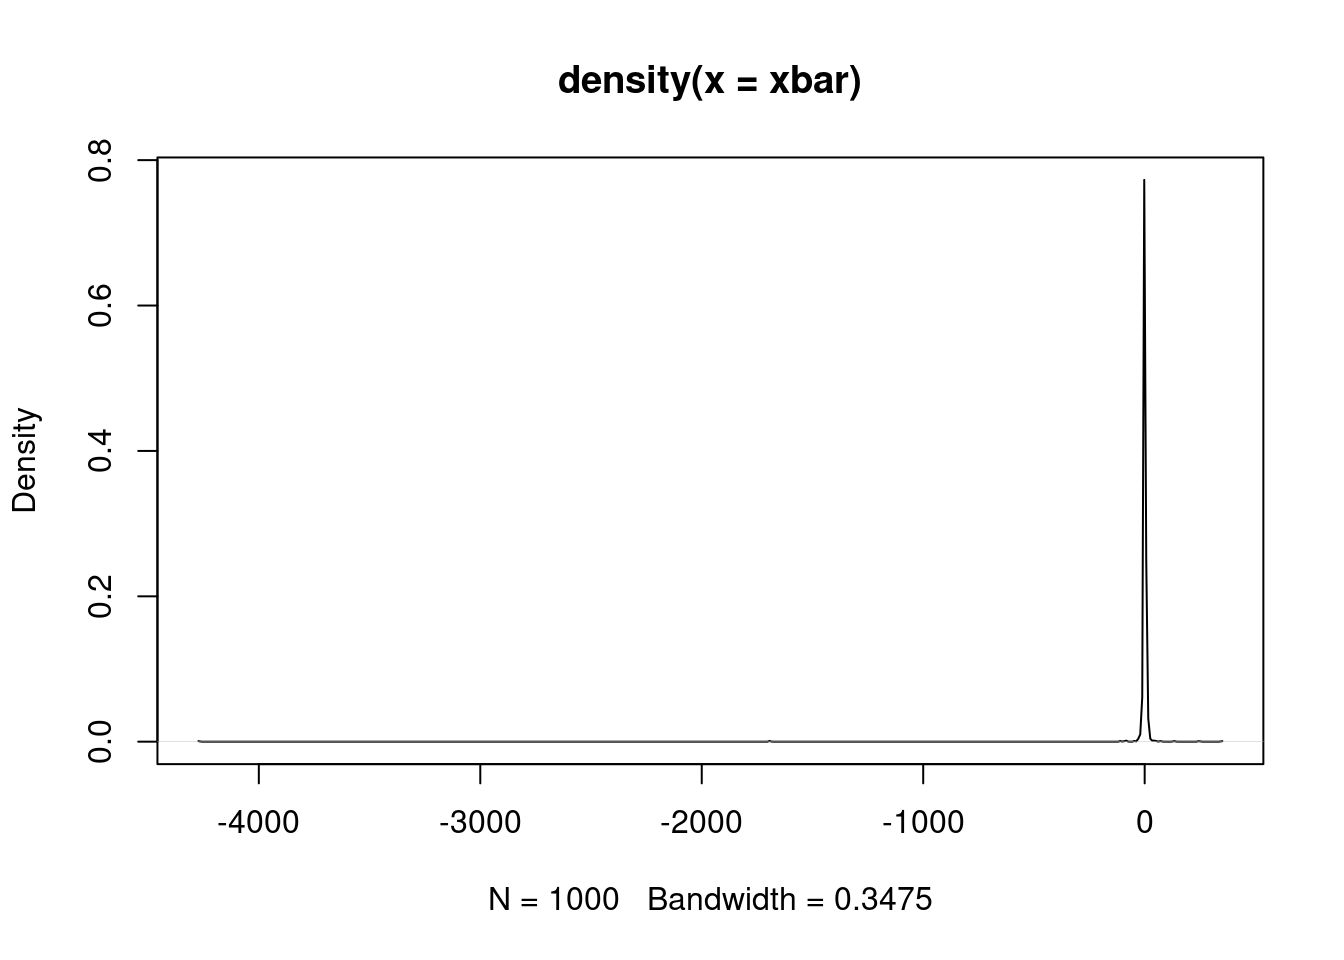 density(x = xbar)
0.8
0.6
0.4
0.2
0.0
Density
-4000 -3000 -2000 -1000 0
N = 1000 Bandwidth = 0.3475